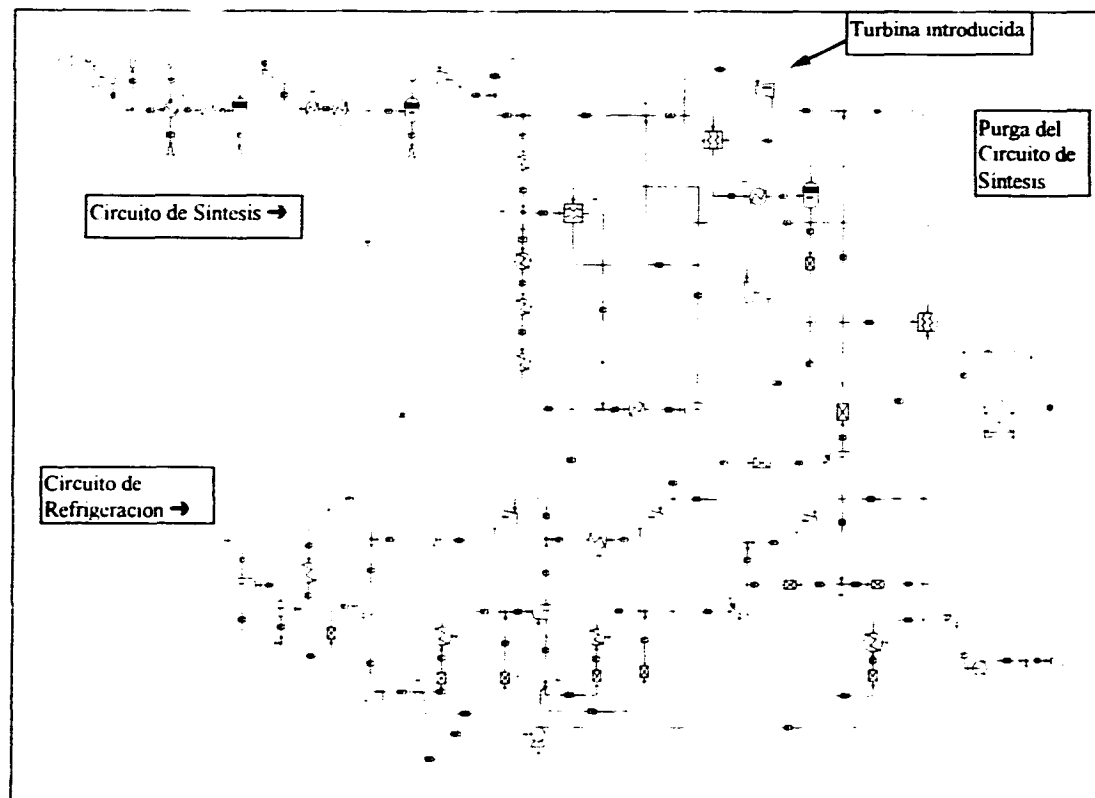 Turbina introducida
Purga del
Circuito de
Sintesis
Circuito de Sintesis →
Circuito de
Refrigeracion →